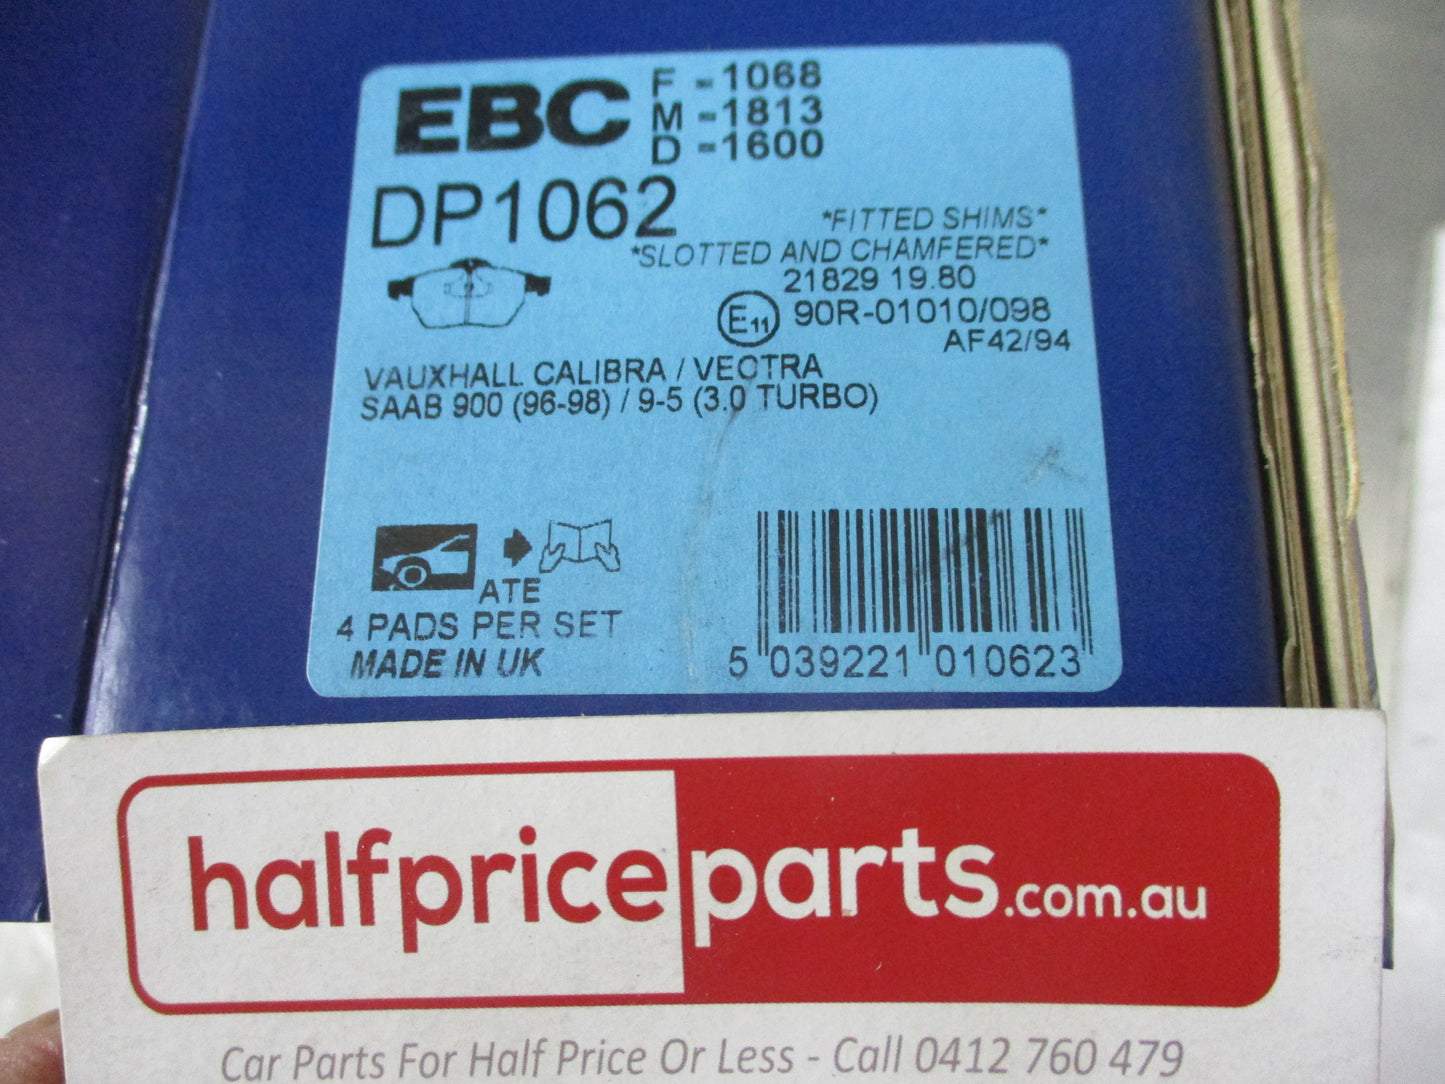 EBC
F - 1068
M - 1813
D - 1600
DP1062
*FITTED SHIMS*
*SLOTTED AND CHAMFERED*
21829 19.80
E11 90R-01010/098
AF42/94
VAUXHALL CALIBRA / VECTRA
SAAB 900 (96-98) / 9-5 (3.0 TURBO)
ATE
4 PADS PER SET
MADE IN UK
5 039221 010623
halfpriceparts.com.au
Car Parts For Half Price Or Less - Call 0412 760 479